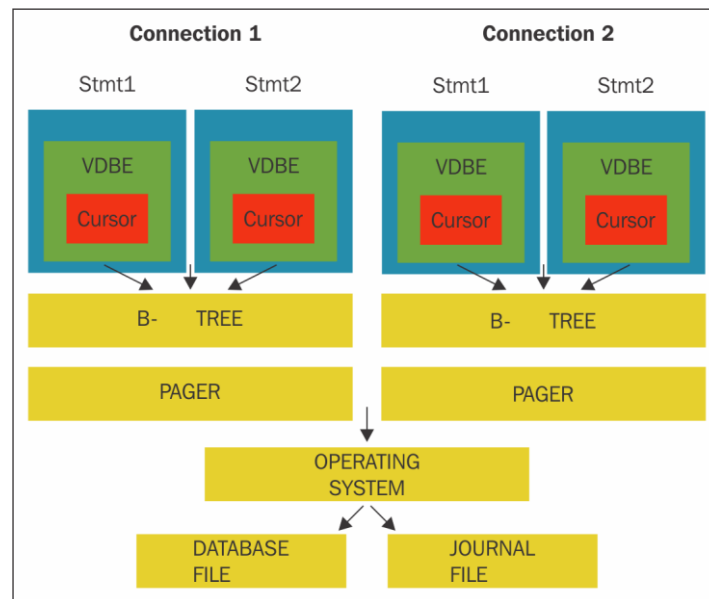 Connection 1
Connection 2
Stmt1
Stmt2
Stmt1
Stmt2
VDBE
VDBE
VDBE
VDBE
Cursor
Cursor
Cursor
Cursor
B- TREE
B- TREE
PAGER
PAGER
OPERATING
SYSTEM
DATABASE
FILE
JOURNAL
FILE